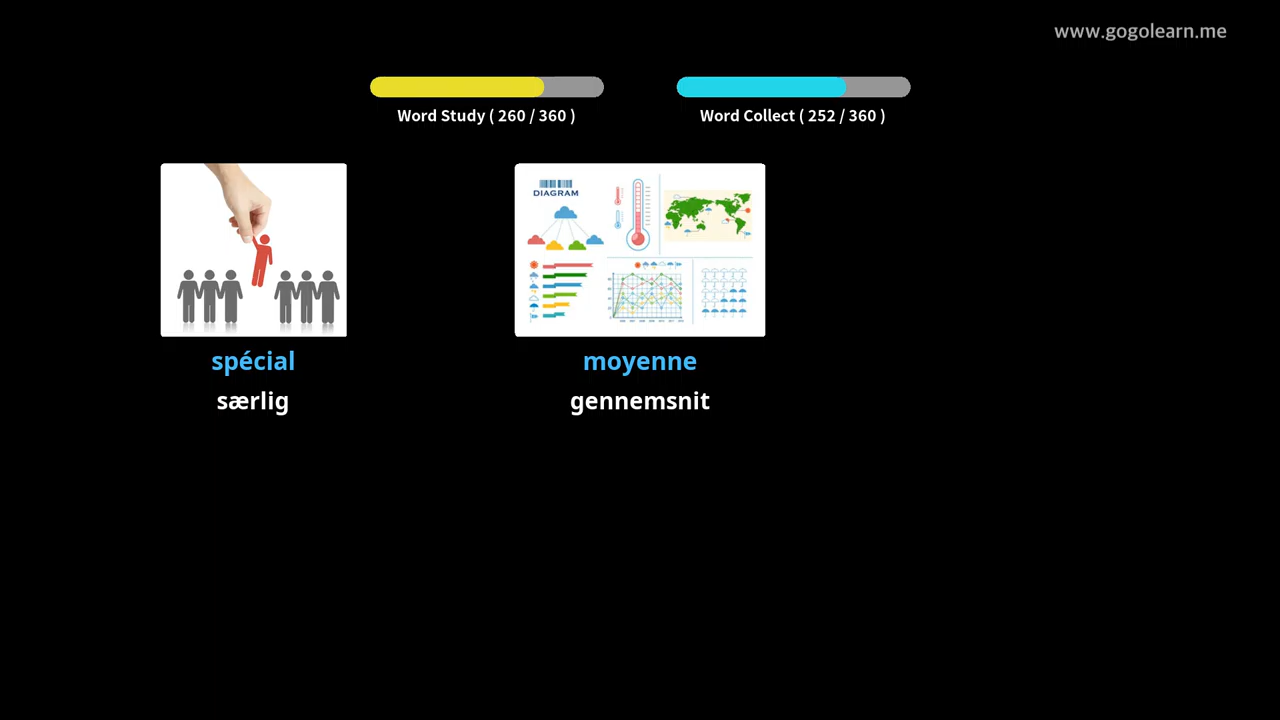 www.gogolearn.me
Word Study ( 260 / 360 )
Word Collect ( 252 / 360 )
DIAGRAM
spécial
moyenne
særlig
gennemsnit